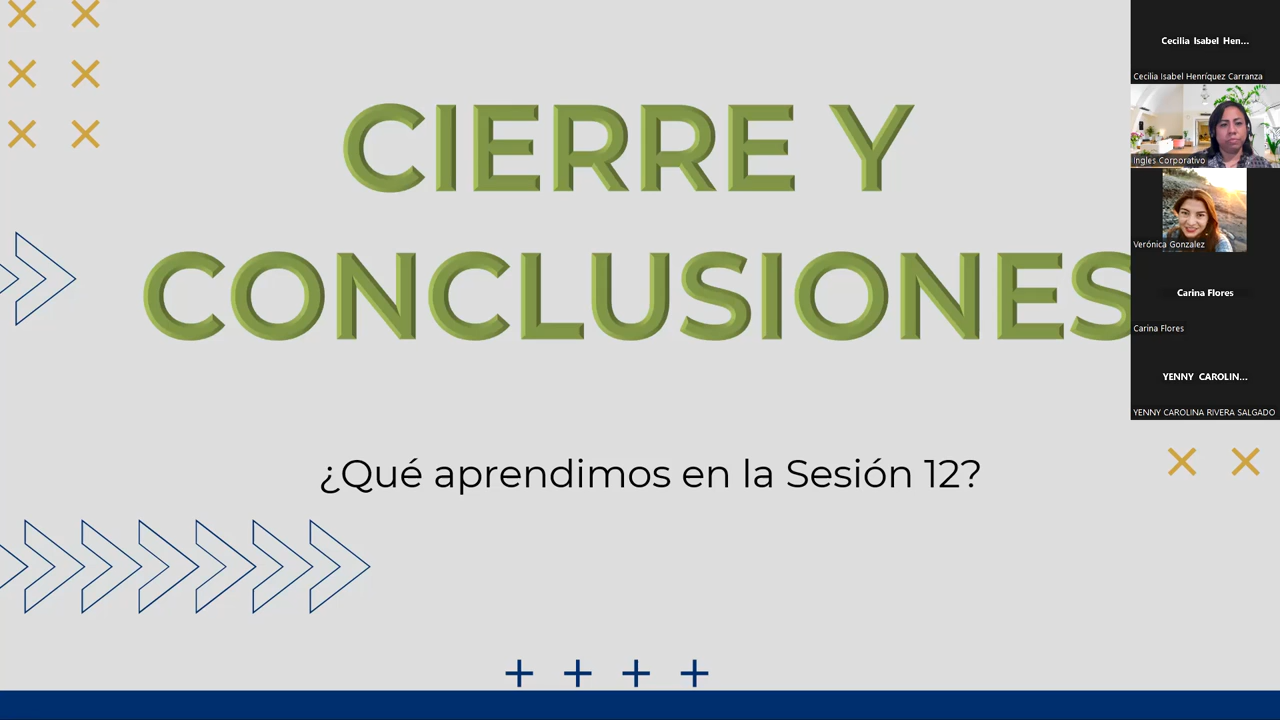 CIERRE Y
CONCLUSIONES
¿Qué aprendimos en la Sesión 12?
Cecilia Isabel Hen...
Cecilia Isabel Henríquez Carranza
Ingles Corporativo
Verónica Gonzalez
Carina Flores
Carina Flores
YENNY CAROLIN...
YENNY CAROLINA RIVERA SALGADO